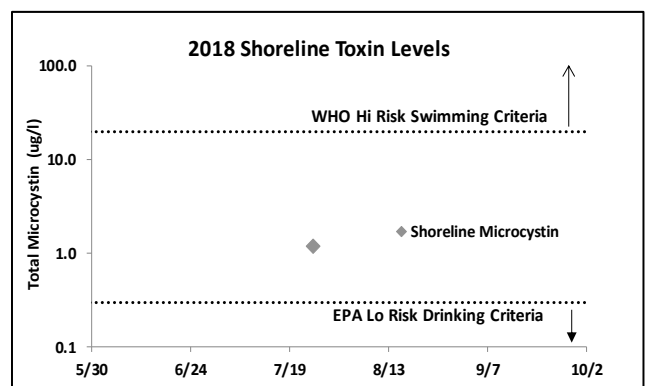 2018 Shoreline Toxin Levels
Total Microcystin (ug/l)
100.0
10.0
1.0
0.1
WHO Hi Risk Swimming Criteria
Shoreline Microcystin
EPA Lo Risk Drinking Criteria
5/30 6/24 7/19 8/13 9/7 10/2